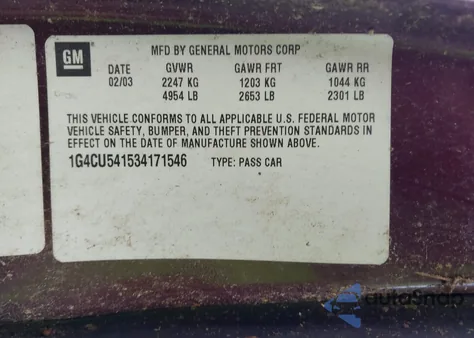 GM
MFD BY GENERAL MOTORS CORP
DATE GVWR GAWR FRT GAWR RR
02/03 2247 KG 1203 KG 1044 KG
4954 LB 2653 LB 2301 LB
THIS VEHICLE CONFORMS TO ALL APPLICABLE U.S. FEDERAL MOTOR
VEHICLE SAFETY, BUMPER, AND THEFT PREVENTION STANDARDS IN
EFFECT ON THE DATE OF MANUFACTURE SHOWN ABOVE.
1G4CU541534171546 TYPE: PASS CAR
autoSnap